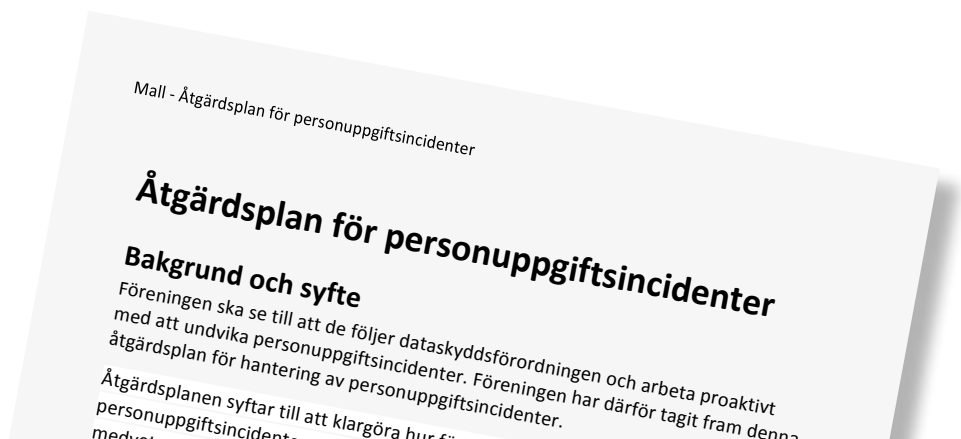 Mall - Åtgärdsplan för personuppgiftsincidenter
Åtgärdsplan för personuppgiftsincidenter
Bakgrund och syfte
Föreningen ska se till att de följer dataskyddsförordningen och arbeta proaktivt
med att undvika personuppgiftsincidenter. Föreningen har därför tagit fram denna
åtgärdsplan för hantering av personuppgiftsincidenter.
Åtgärdsplanen syftar till att klargöra hur